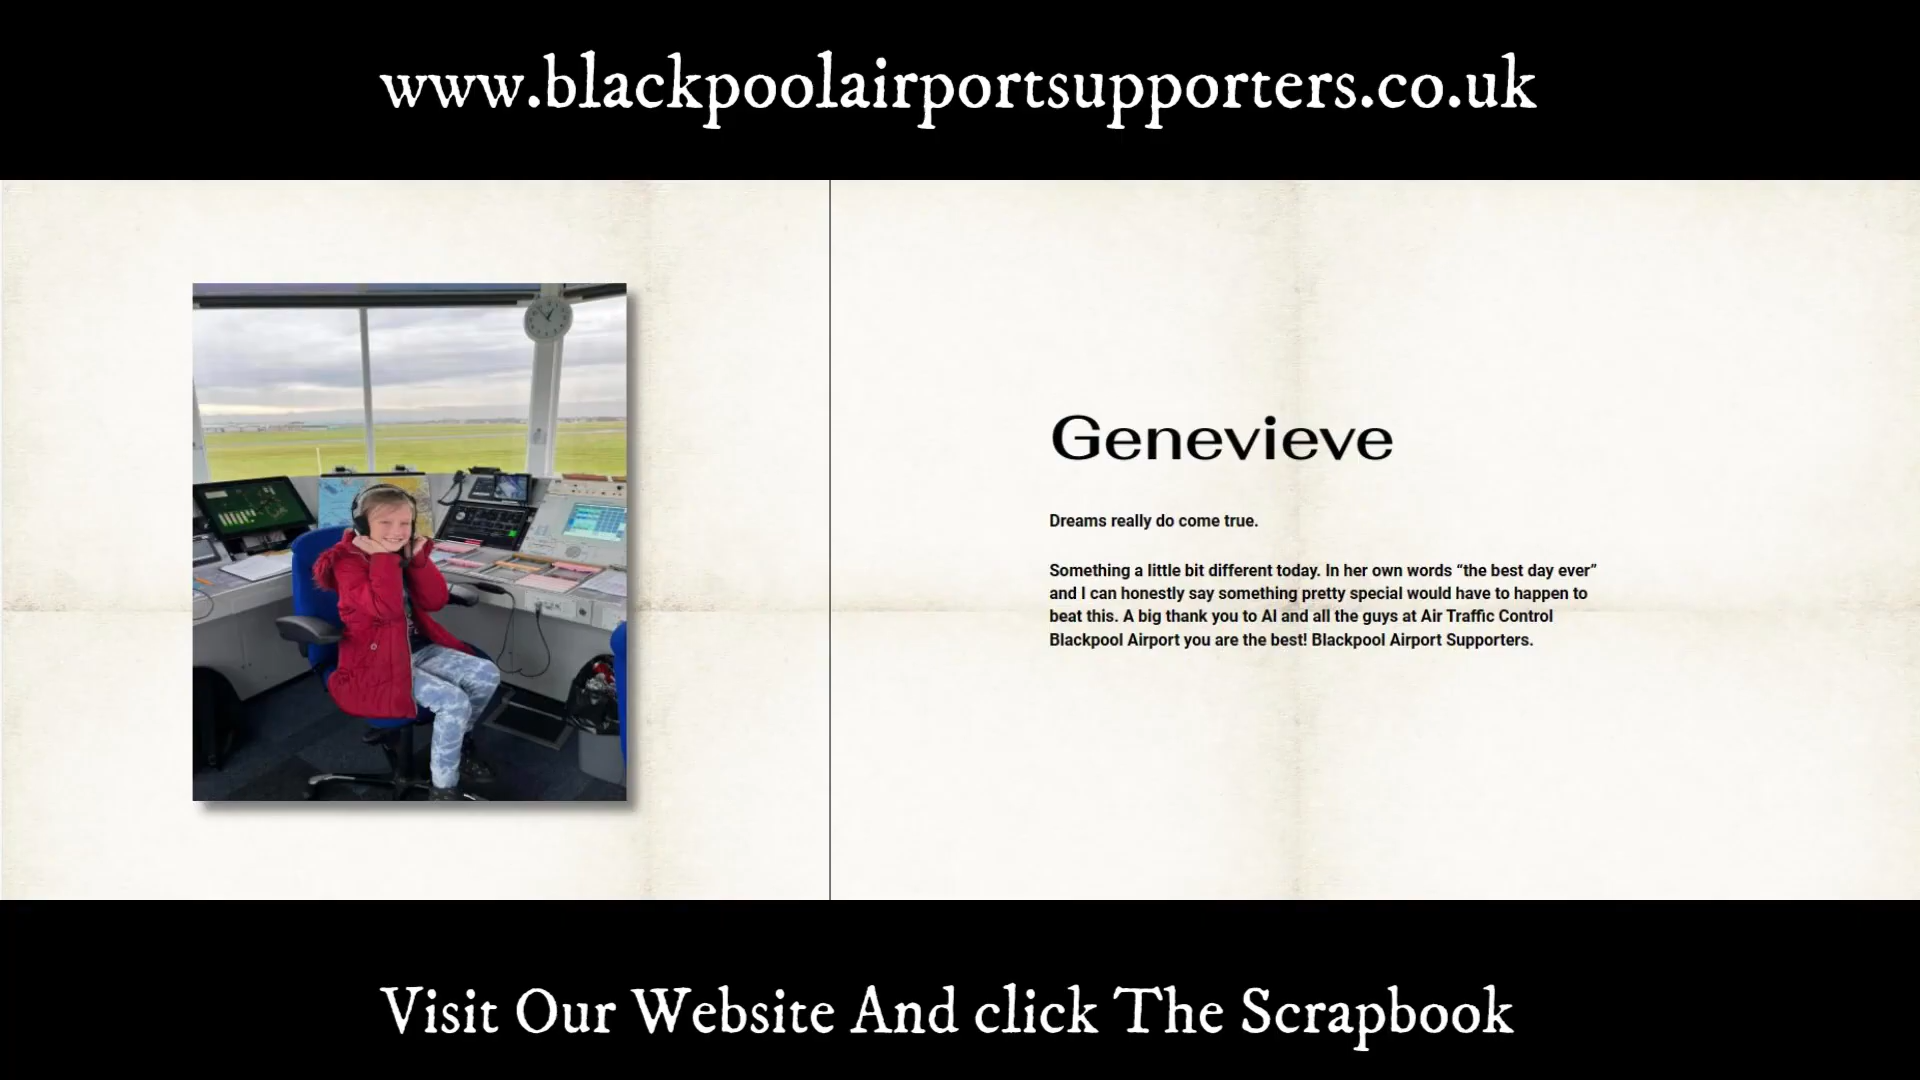 www.blackpoolairportsupporters.co.uk
Genevieve
Dreams really do come true.
Something a little bit different today. In her own words “the best day ever”
and I can honestly say something pretty special would have to happen to
beat this. A big thank you to Al and all the guys at Air Traffic Control
Blackpool Airport you are the best! Blackpool Airport Supporters.
Visit Our Website And click The Scrapbook